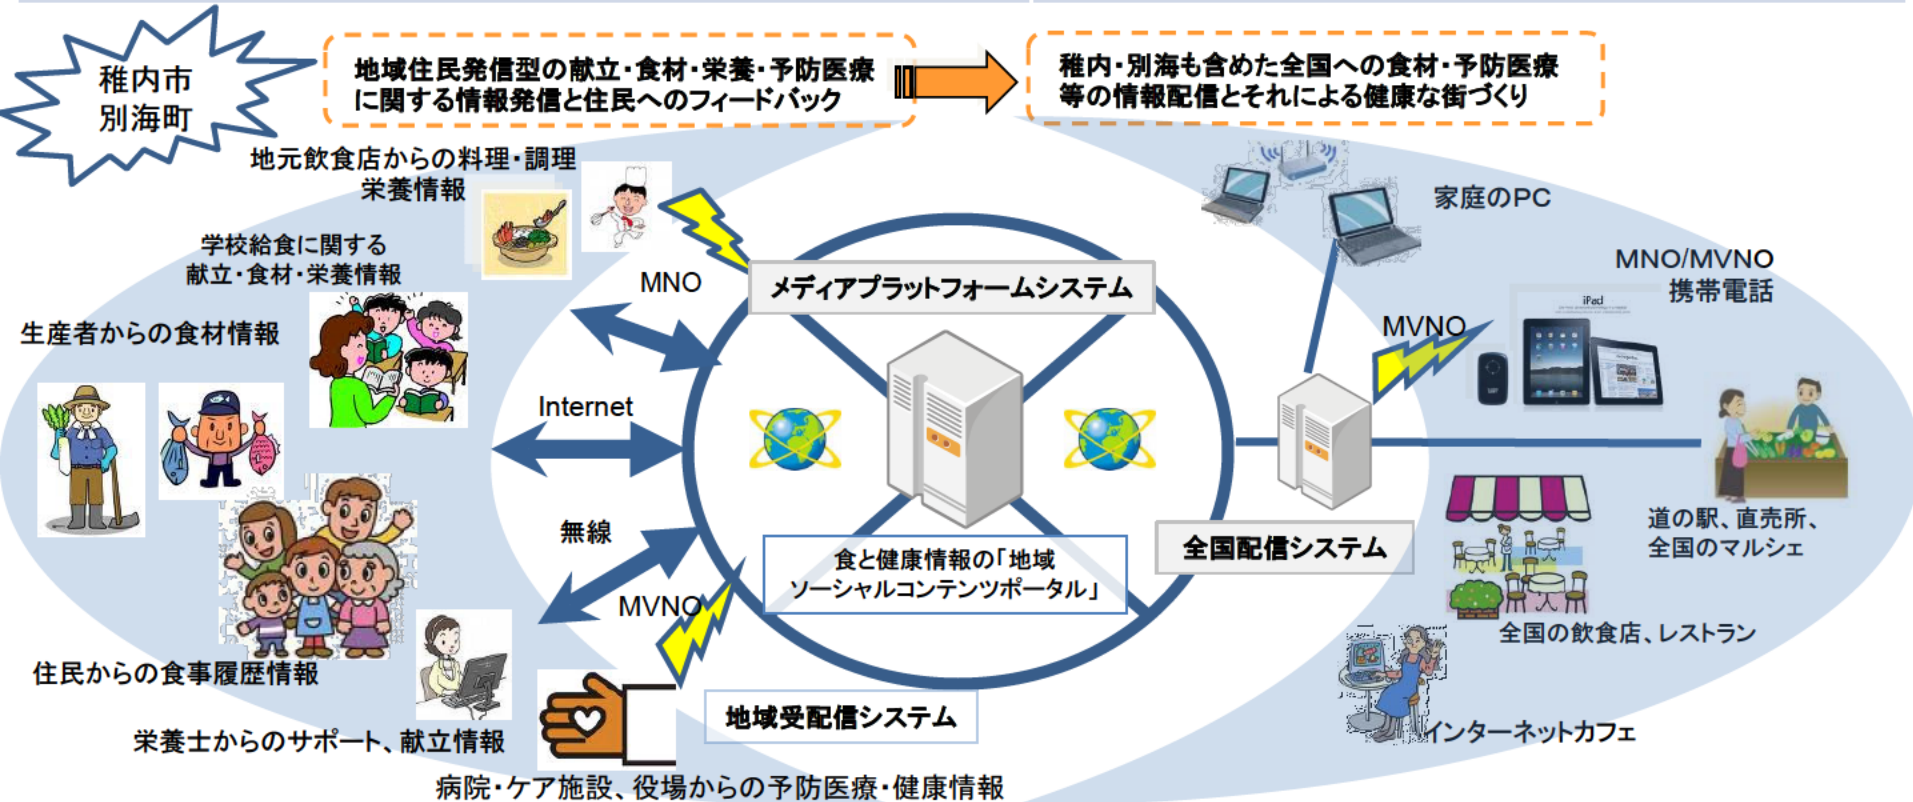 稚内市
別海町
地域住民発信型の献立・食材・栄養・予防医療
に関する情報発信と住民へのフィードバック
稚内・別海も含めた全国への食材・予防医療
等の情報配信とそれによる健康な街づくり
地元飲食店からの料理・調理
栄養情報
学校給食に関する
献立・食材・栄養情報
生産者からの食材情報
住民からの食事履歴情報
栄養士からのサポート、献立情報
病院・ケア施設、役場からの予防医療・健康情報
MNO
Internet
無線
MVNO
メディアプラットフォームシステム
食と健康情報の「地域
ソーシャルコンテンツポータル」
地域受配信システム
全国配信システム
家庭のPC
MNO/MVNO
携帯電話
MVNO
iPad
道の駅、直売所、
全国のマルシェ
全国の飲食店、レストラン
インターネットカフェ